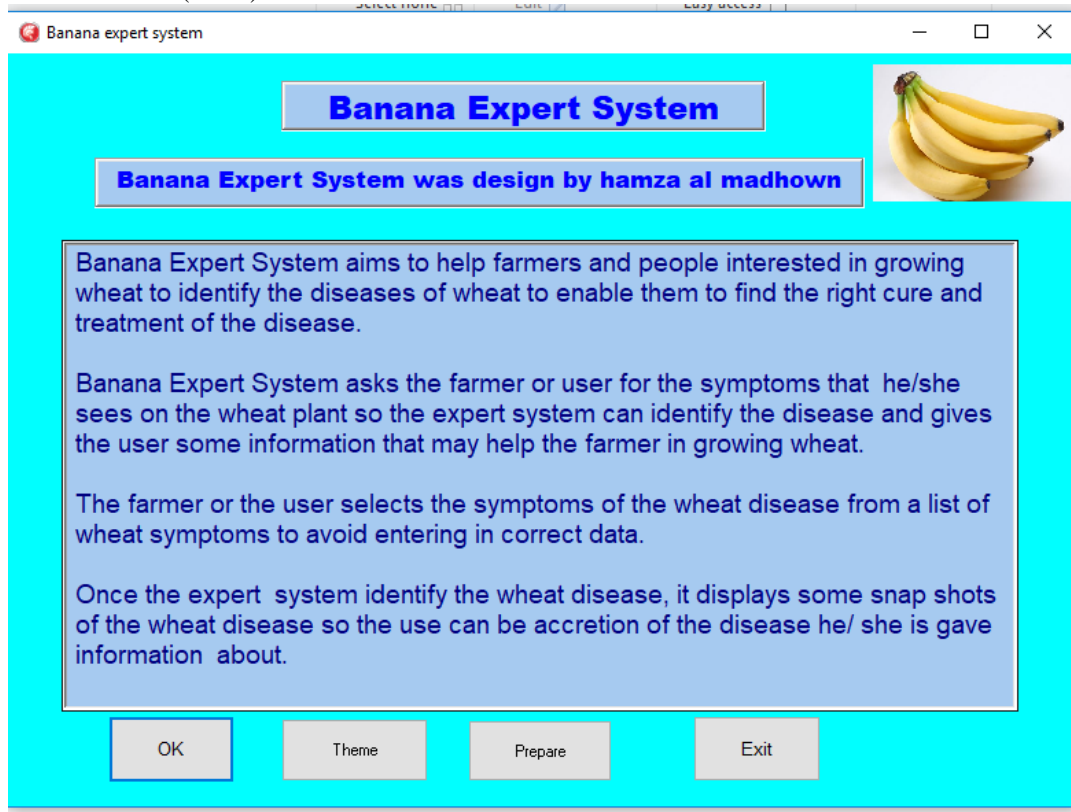 Select none Edit Easy access
Banana expert system
Banana Expert System
Banana Expert System was design by hamza al madhown
Banana Expert System aims to help farmers and people interested in growing
wheat to identify the diseases of wheat to enable them to find the right cure and
treatment of the disease.
Banana Expert System asks the farmer or user for the symptoms that he/she
sees on the wheat plant so the expert system can identify the disease and gives
the user some information that may help the farmer in growing wheat.
The farmer or the user selects the symptoms of the wheat disease from a list of
wheat symptoms to avoid entering in correct data.
Once the expert system identify the wheat disease, it displays some snap shots
of the wheat disease so the use can be accretion of the disease he/ she is gave
information about.
OK Theme Prepare Exit